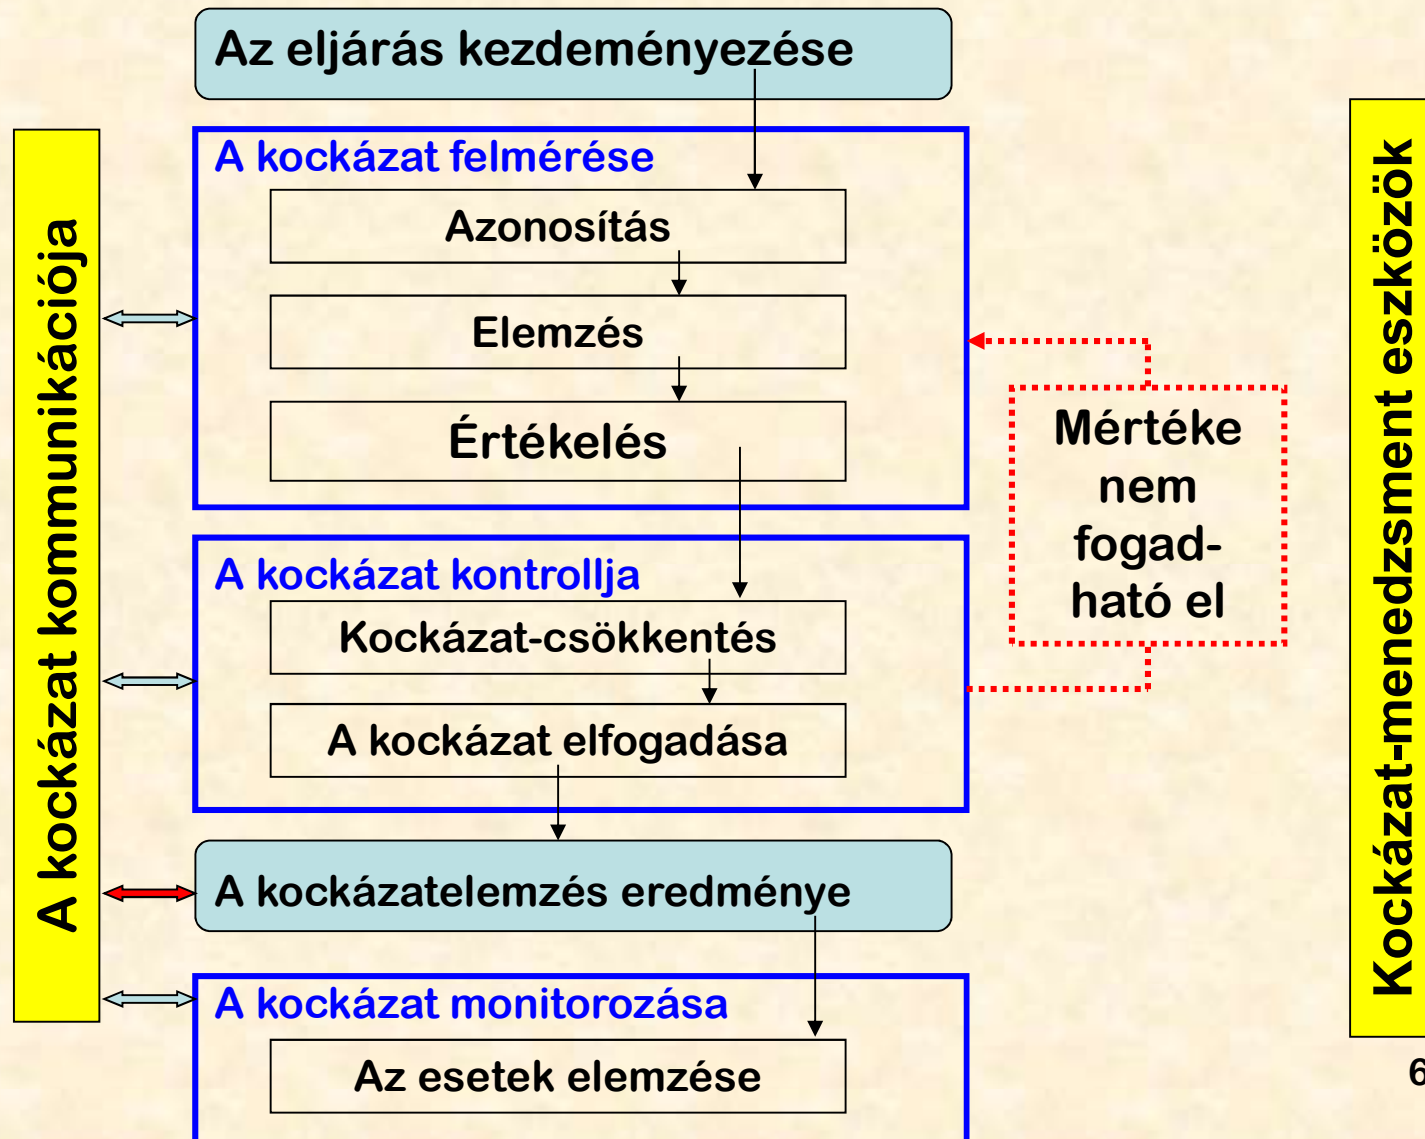 Az eljárás kezdeményezése
A kockázat kommunikációja
A kockázat felmérése
Azonosítás
Elemzés
Értékelés
A kockázat kontrollja
Kockázat-csökkentés
A kockázat elfogadása
Mértéke
nem
fogad-
ható el
A kockázatelemzés eredménye
A kockázat monitorozása
Az esetek elemzése
Kockázat-menedzsment eszközök
6